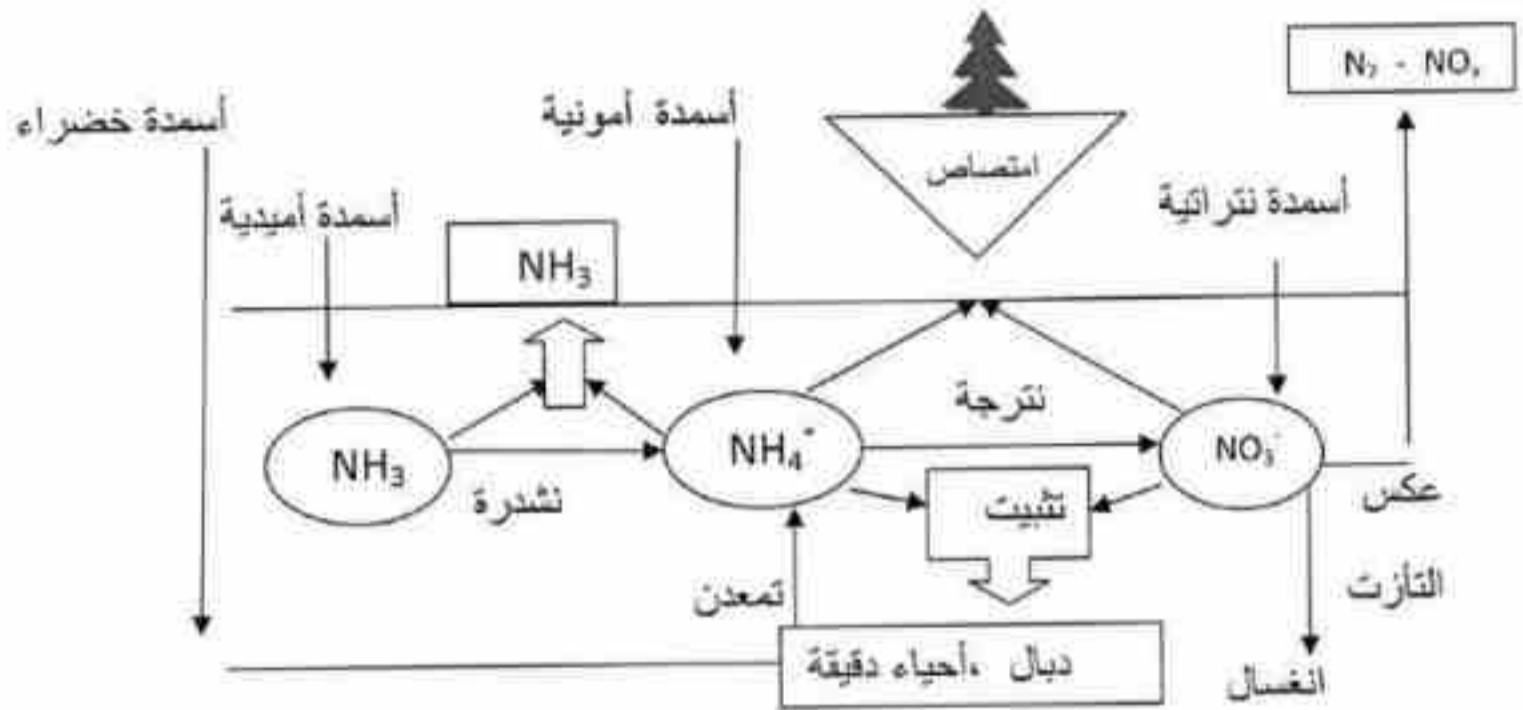 N₂ - NOₓ
أسمدة خضراء
أسمدة أمونية
امتصاص
أسمدة نتراتية
أسمدة أميدية
NH₃
نترجة
NH₃
NH₄⁺
NO₃⁻
نشدرة
تثبيت
عكس
التأزت
تمعدن
دبال ،أحياء دقيقة
انغسال